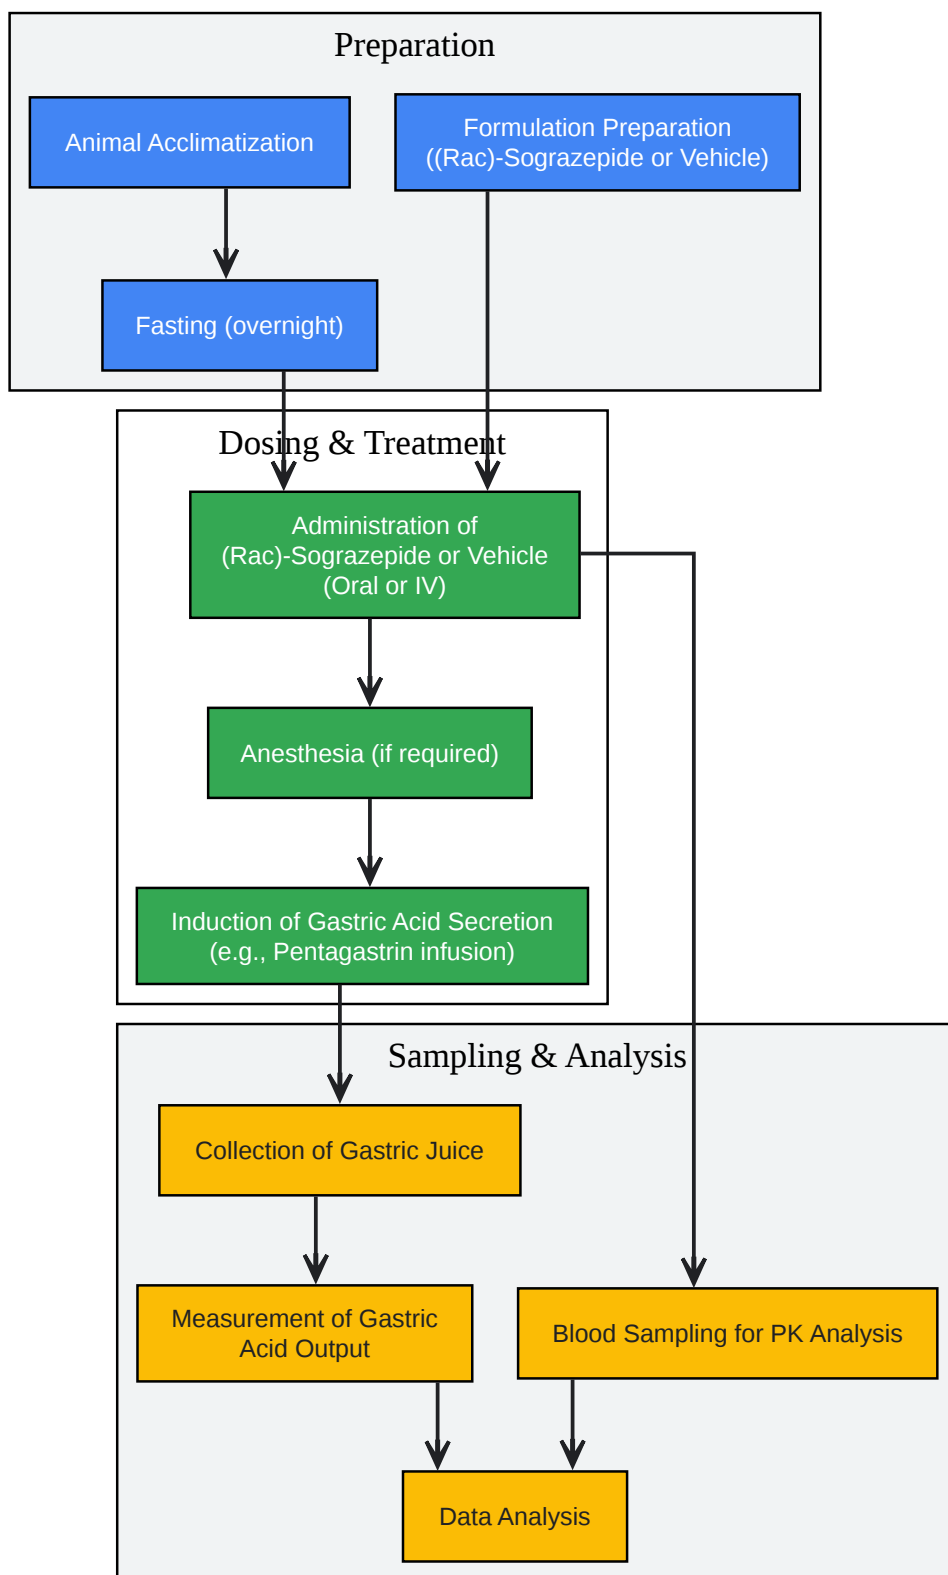 Preparation
Animal Acclimatization
Formulation Preparation
((Rac)-Sograzepide or Vehicle)
Fasting (overnight)
Dosing & Treatment
Administration of
(Rac)-Sograzepide or Vehicle
(Oral or IV)
Anesthesia (if required)
Induction of Gastric Acid Secretion
(e.g., Pentagastrin infusion)
Sampling & Analysis
Collection of Gastric Juice
Measurement of Gastric
Acid Output
Blood Sampling for PK Analysis
Data Analysis